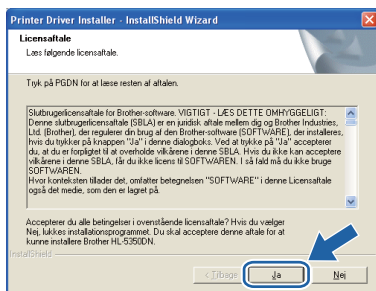 Printer Driver Installer - InstallShield Wizard
Licensaftale
Læs følgende licensaftale.
Tryk på PGDN for at læse resten af aftalen.
Slutbrugerlicensaftale for Brother-software. VIGTIGT - LÆS DETTE OMHYGGELIGT:
Denne slutbrugerlicensaftale (SBLA) er en juridisk aftale mellem dig og Brother Industries,
Ltd. (Brother), der regulerer din brug af den Brother-software (SOFTWARE), der installeres,
hvis du trykker på knappen "Ja" i denne dialogboks. Ved at trykke på "Ja" accepterer
du, at du er forpligtet til at overholde vilkårene i denne SBLA. Hvis du ikke kan acceptere
vilkårene i denne SBLA, får du ikke licens til SOFTWAREN. I så fald må du ikke bruge
SOFTWAREN.
Hvor konteksten tillader det, omfatter betegnelsen "SOFTWARE" i denne Licensaftale
også det medie, som den er lagret på.
Accepterer du alle betingelser i ovenstående licensaftale? Hvis du vælger
Nej, lukkes installationsprogrammet. Du skal acceptere denne aftale for at
kunne installere Brother HL-5350DN.
InstallShield
< Tilbage
Ja
Nej